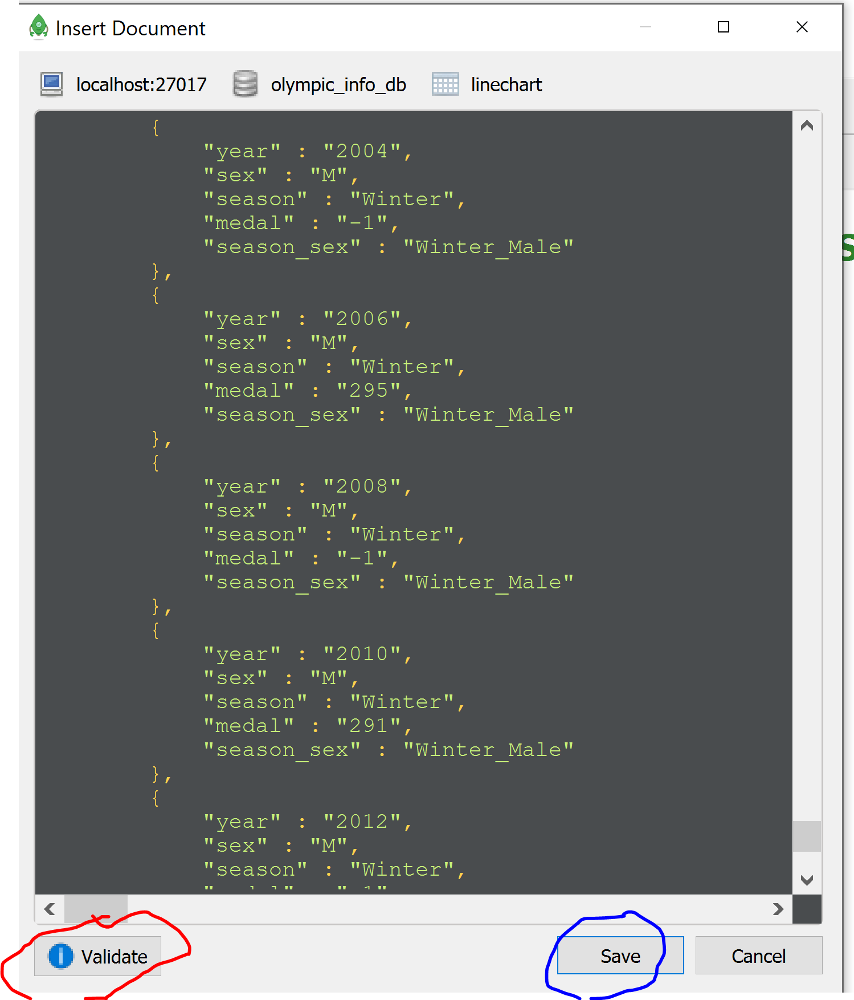 Insert Document
localhost:27017 olympic_info_db linechart
{
"year" : "2004",
"sex" : "M",
"season" : "Winter",
"medal" : "-1",
"season_sex" : "Winter_Male"
},
{
"year" : "2006",
"sex" : "M",
"season" : "Winter",
"medal" : "295",
"season_sex" : "Winter_Male"
},
{
"year" : "2008",
"sex" : "M",
"season" : "Winter",
"medal" : "-1",
"season_sex" : "Winter_Male"
},
{
"year" : "2010",
"sex" : "M",
"season" : "Winter",
"medal" : "291",
"season_sex" : "Winter_Male"
},
{
"year" : "2012",
"sex" : "M",
"season" : "Winter",
Validate Save Cancel